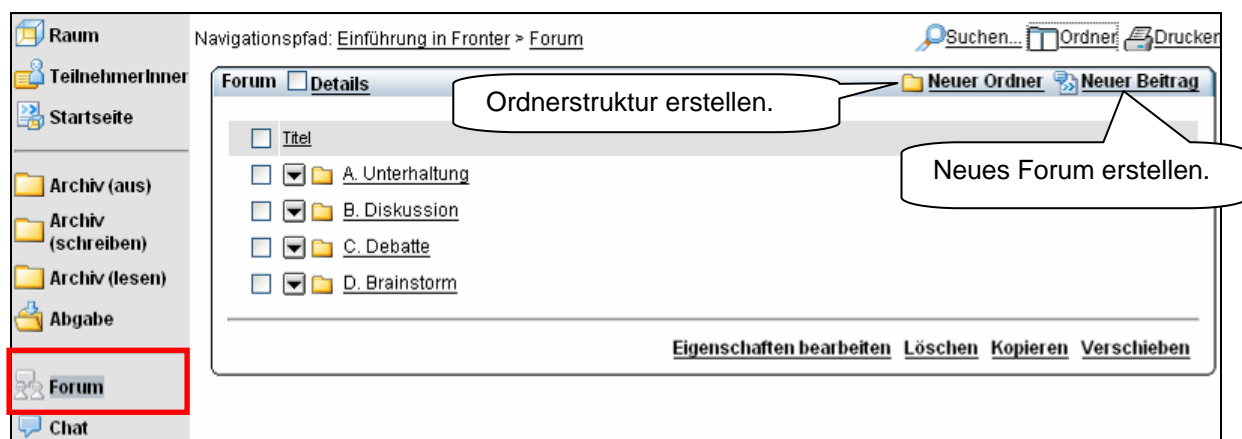 Raum
TeilnehmerInner
Startseite
Archiv (aus)
Archiv
(schreiben)
Archiv (lesen)
Abgabe
Forum
Chat
Navigationspfad: Einführung in Fronter > Forum
Suchen... Ordner Drucken
Forum Details
Neuer Ordner Neuer Beitrag
Ordnerstruktur erstellen.
Neues Forum erstellen.
Titel
A. Unterhaltung
B. Diskussion
C. Debatte
D. Brainstorm
Eigenschaften bearbeiten Löschen Kopieren Verschieben